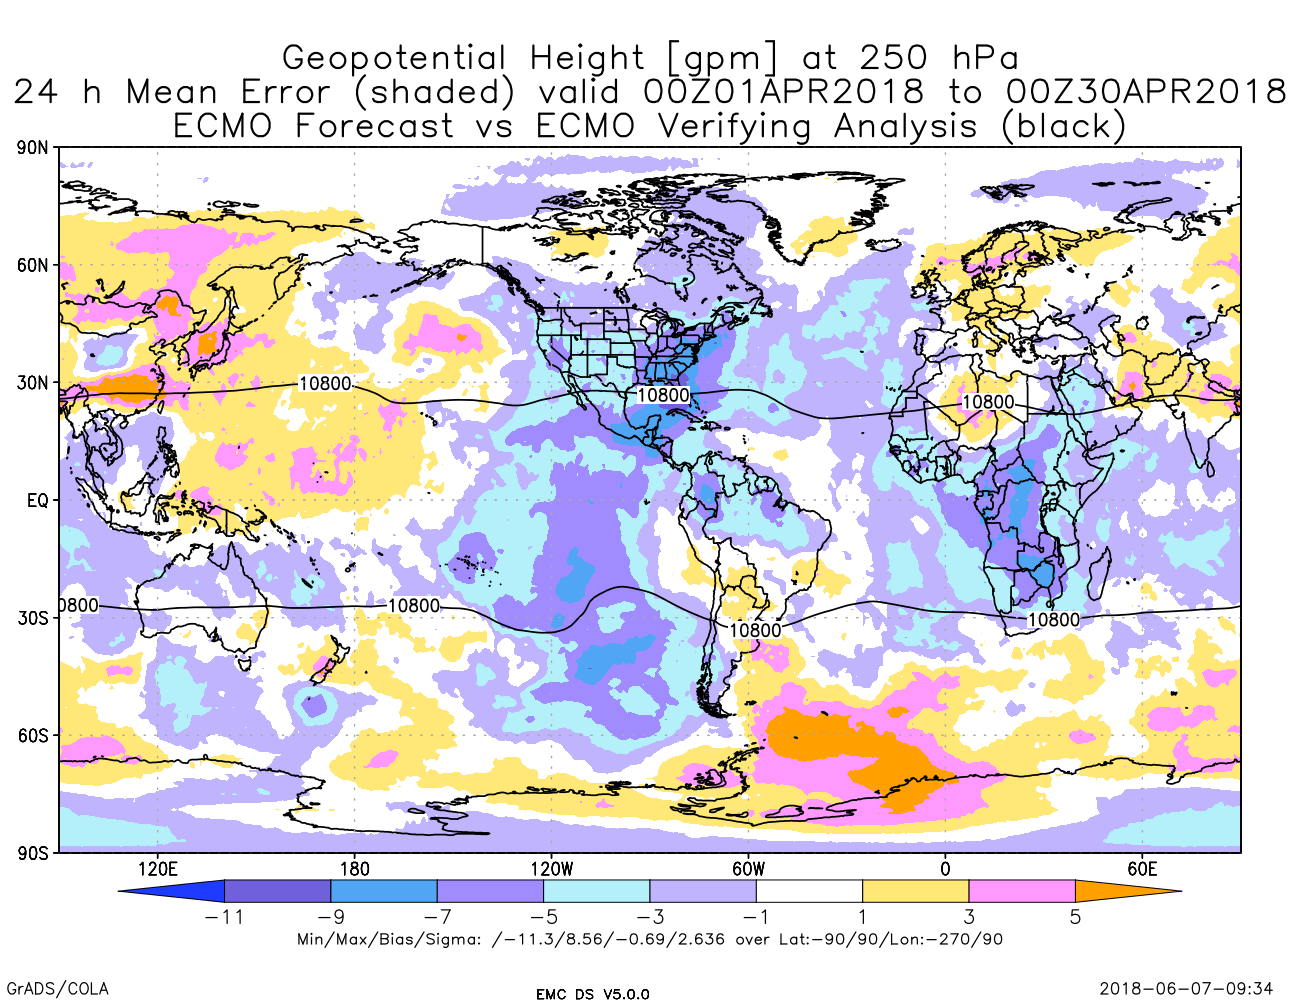 Geopotential Height [gpm] at 250 hPa
24 h Mean Error (shaded) valid 00Z01APR2018 to 00Z30APR2018
ECMO Forecast vs ECMO Verifying Analysis (black)
90N
60N
30N
EQ
30S
60S
90S
10800
10800
10800
0800
10800
10800
10800
120E 180 120W 60W 0 60E
-11 -9 -7 -5 -3 -1 1 3 5
Min/Max/Bias/Sigma: /-11.3/8.56/-0.69/2.636 over Lat:-90/90/Lon:-270/90
GrADS/COLA
EMC DS V5.0.0
2018-06-07-09:34